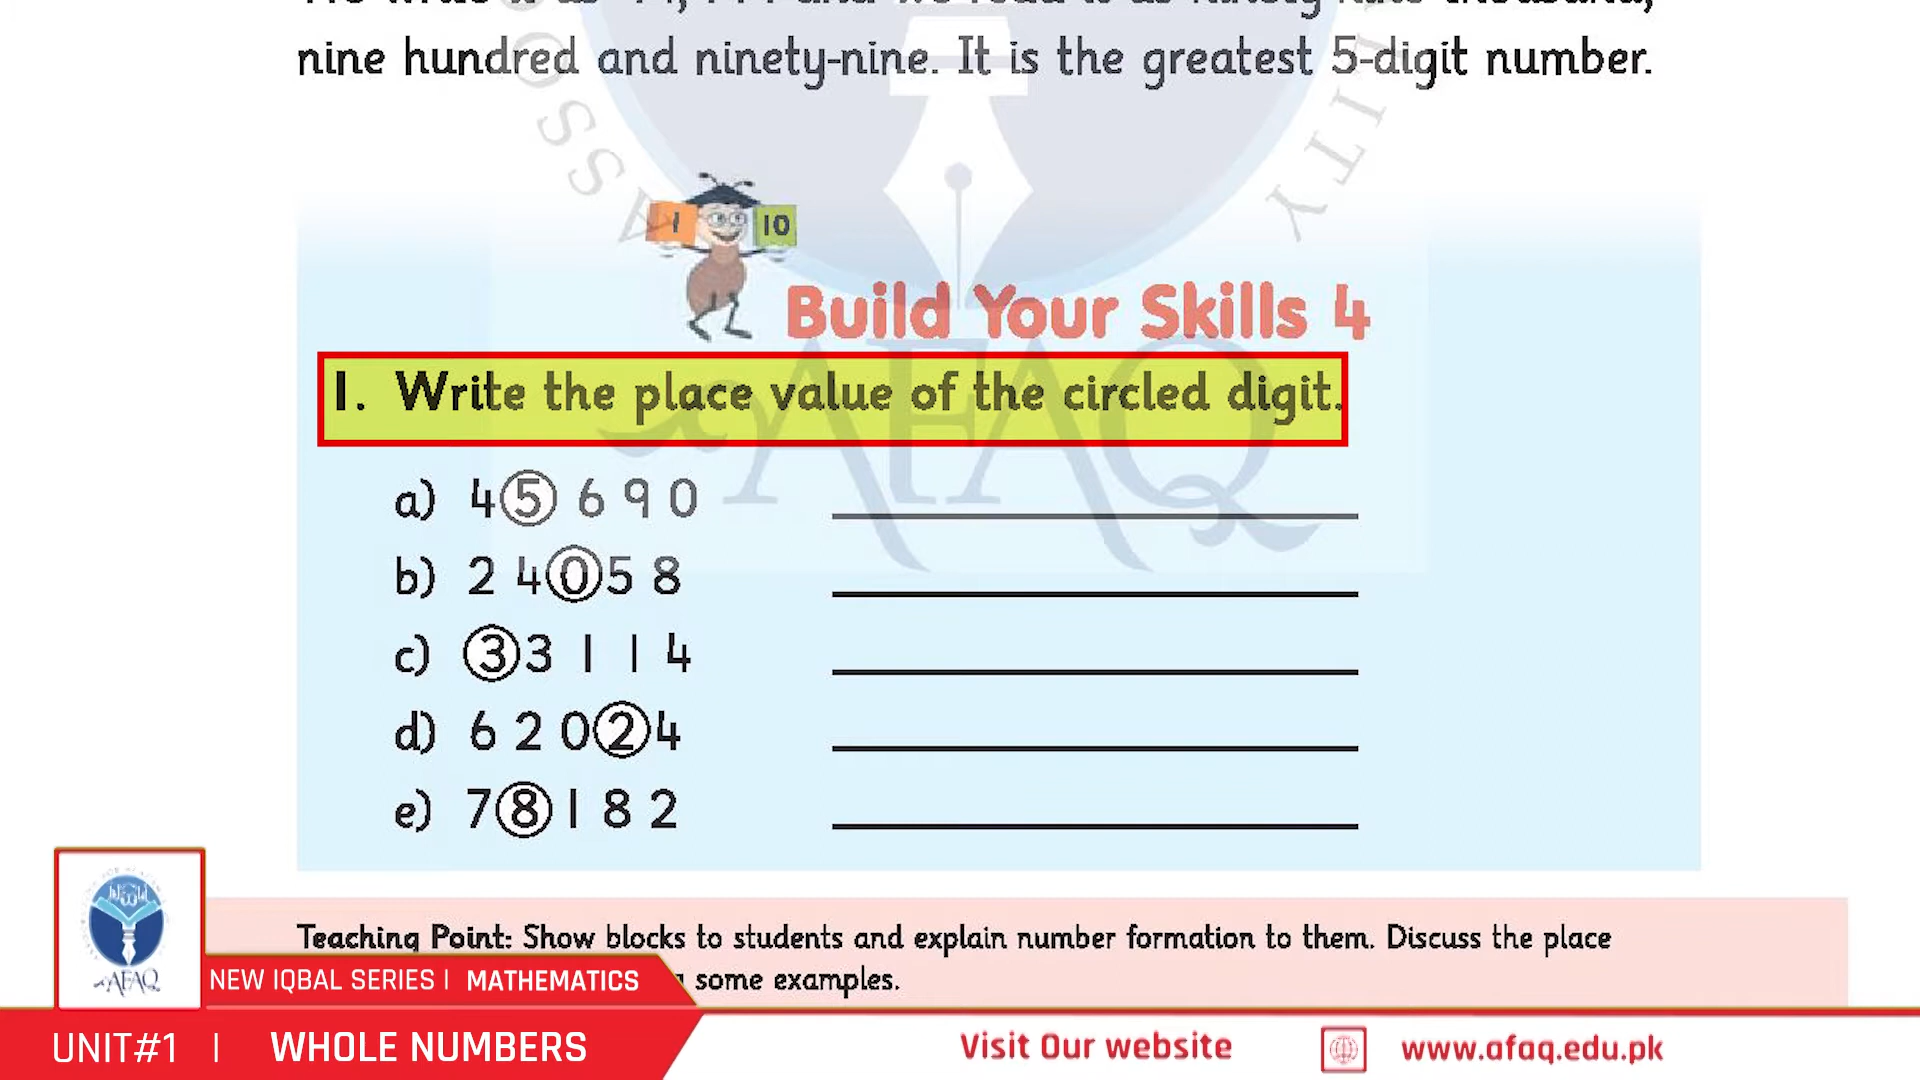 nine hundred and ninety-nine. It is the greatest 5-digit number.
1 10
Build Your Skills 4
1. Write the place value of the circled digit.
a) 4 5 6 9 0
b) 2 4 0 5 8
c) 3 3 1 1 4
d) 6 2 0 2 4
e) 7 8 1 8 2
Teaching Point: Show blocks to students and explain number formation to them. Discuss the place
some examples.
AFAQ
AFAQ
NEW IQBAL SERIES | MATHEMATICS
UNIT#1 | WHOLE NUMBERS
Visit Our website www.afaq.edu.pk